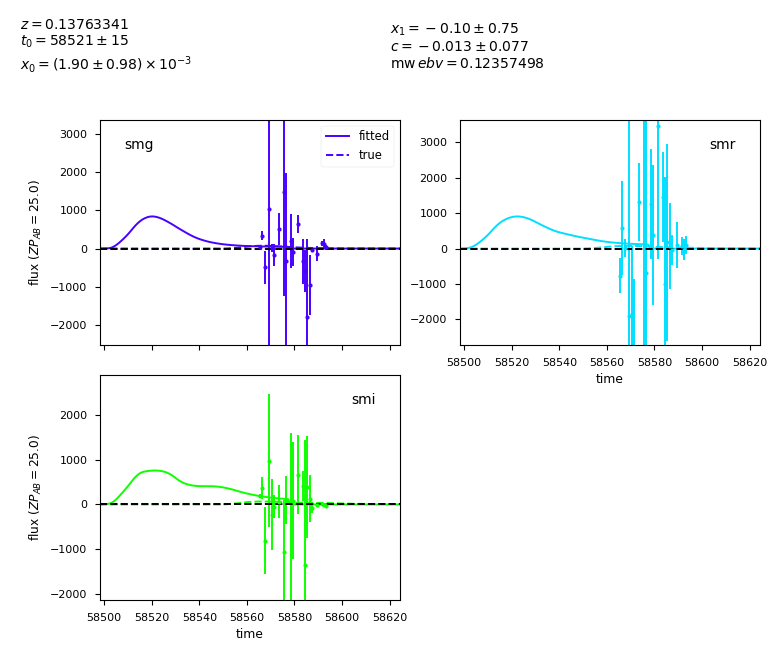 z = 0.13763341
t₀ = 58521 ± 15
x₀ = (1.90 ± 0.98) × 10⁻³
x₁ = −0.10 ± 0.75
c = −0.013 ± 0.077
mw ebv = 0.12357498
smg
fitted
true
3000
2000
1000
0
−1000
−2000
flux (ZP_AB = 25.0)
smr
3000
2000
1000
0
−1000
−2000
58500 58520 58540 58560 58580 58600 58620
time
smi
2000
1000
0
−1000
−2000
flux (ZP_AB = 25.0)
58500 58520 58540 58560 58580 58600 58620
time